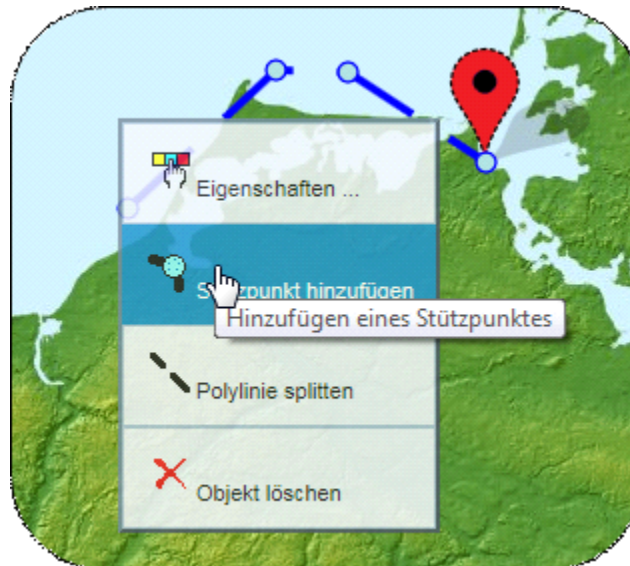 Eigenschaften ...
Stützpunkt hinzufügen
Hinzufügen eines Stützpunktes
Polylinie splitten
Objekt löschen